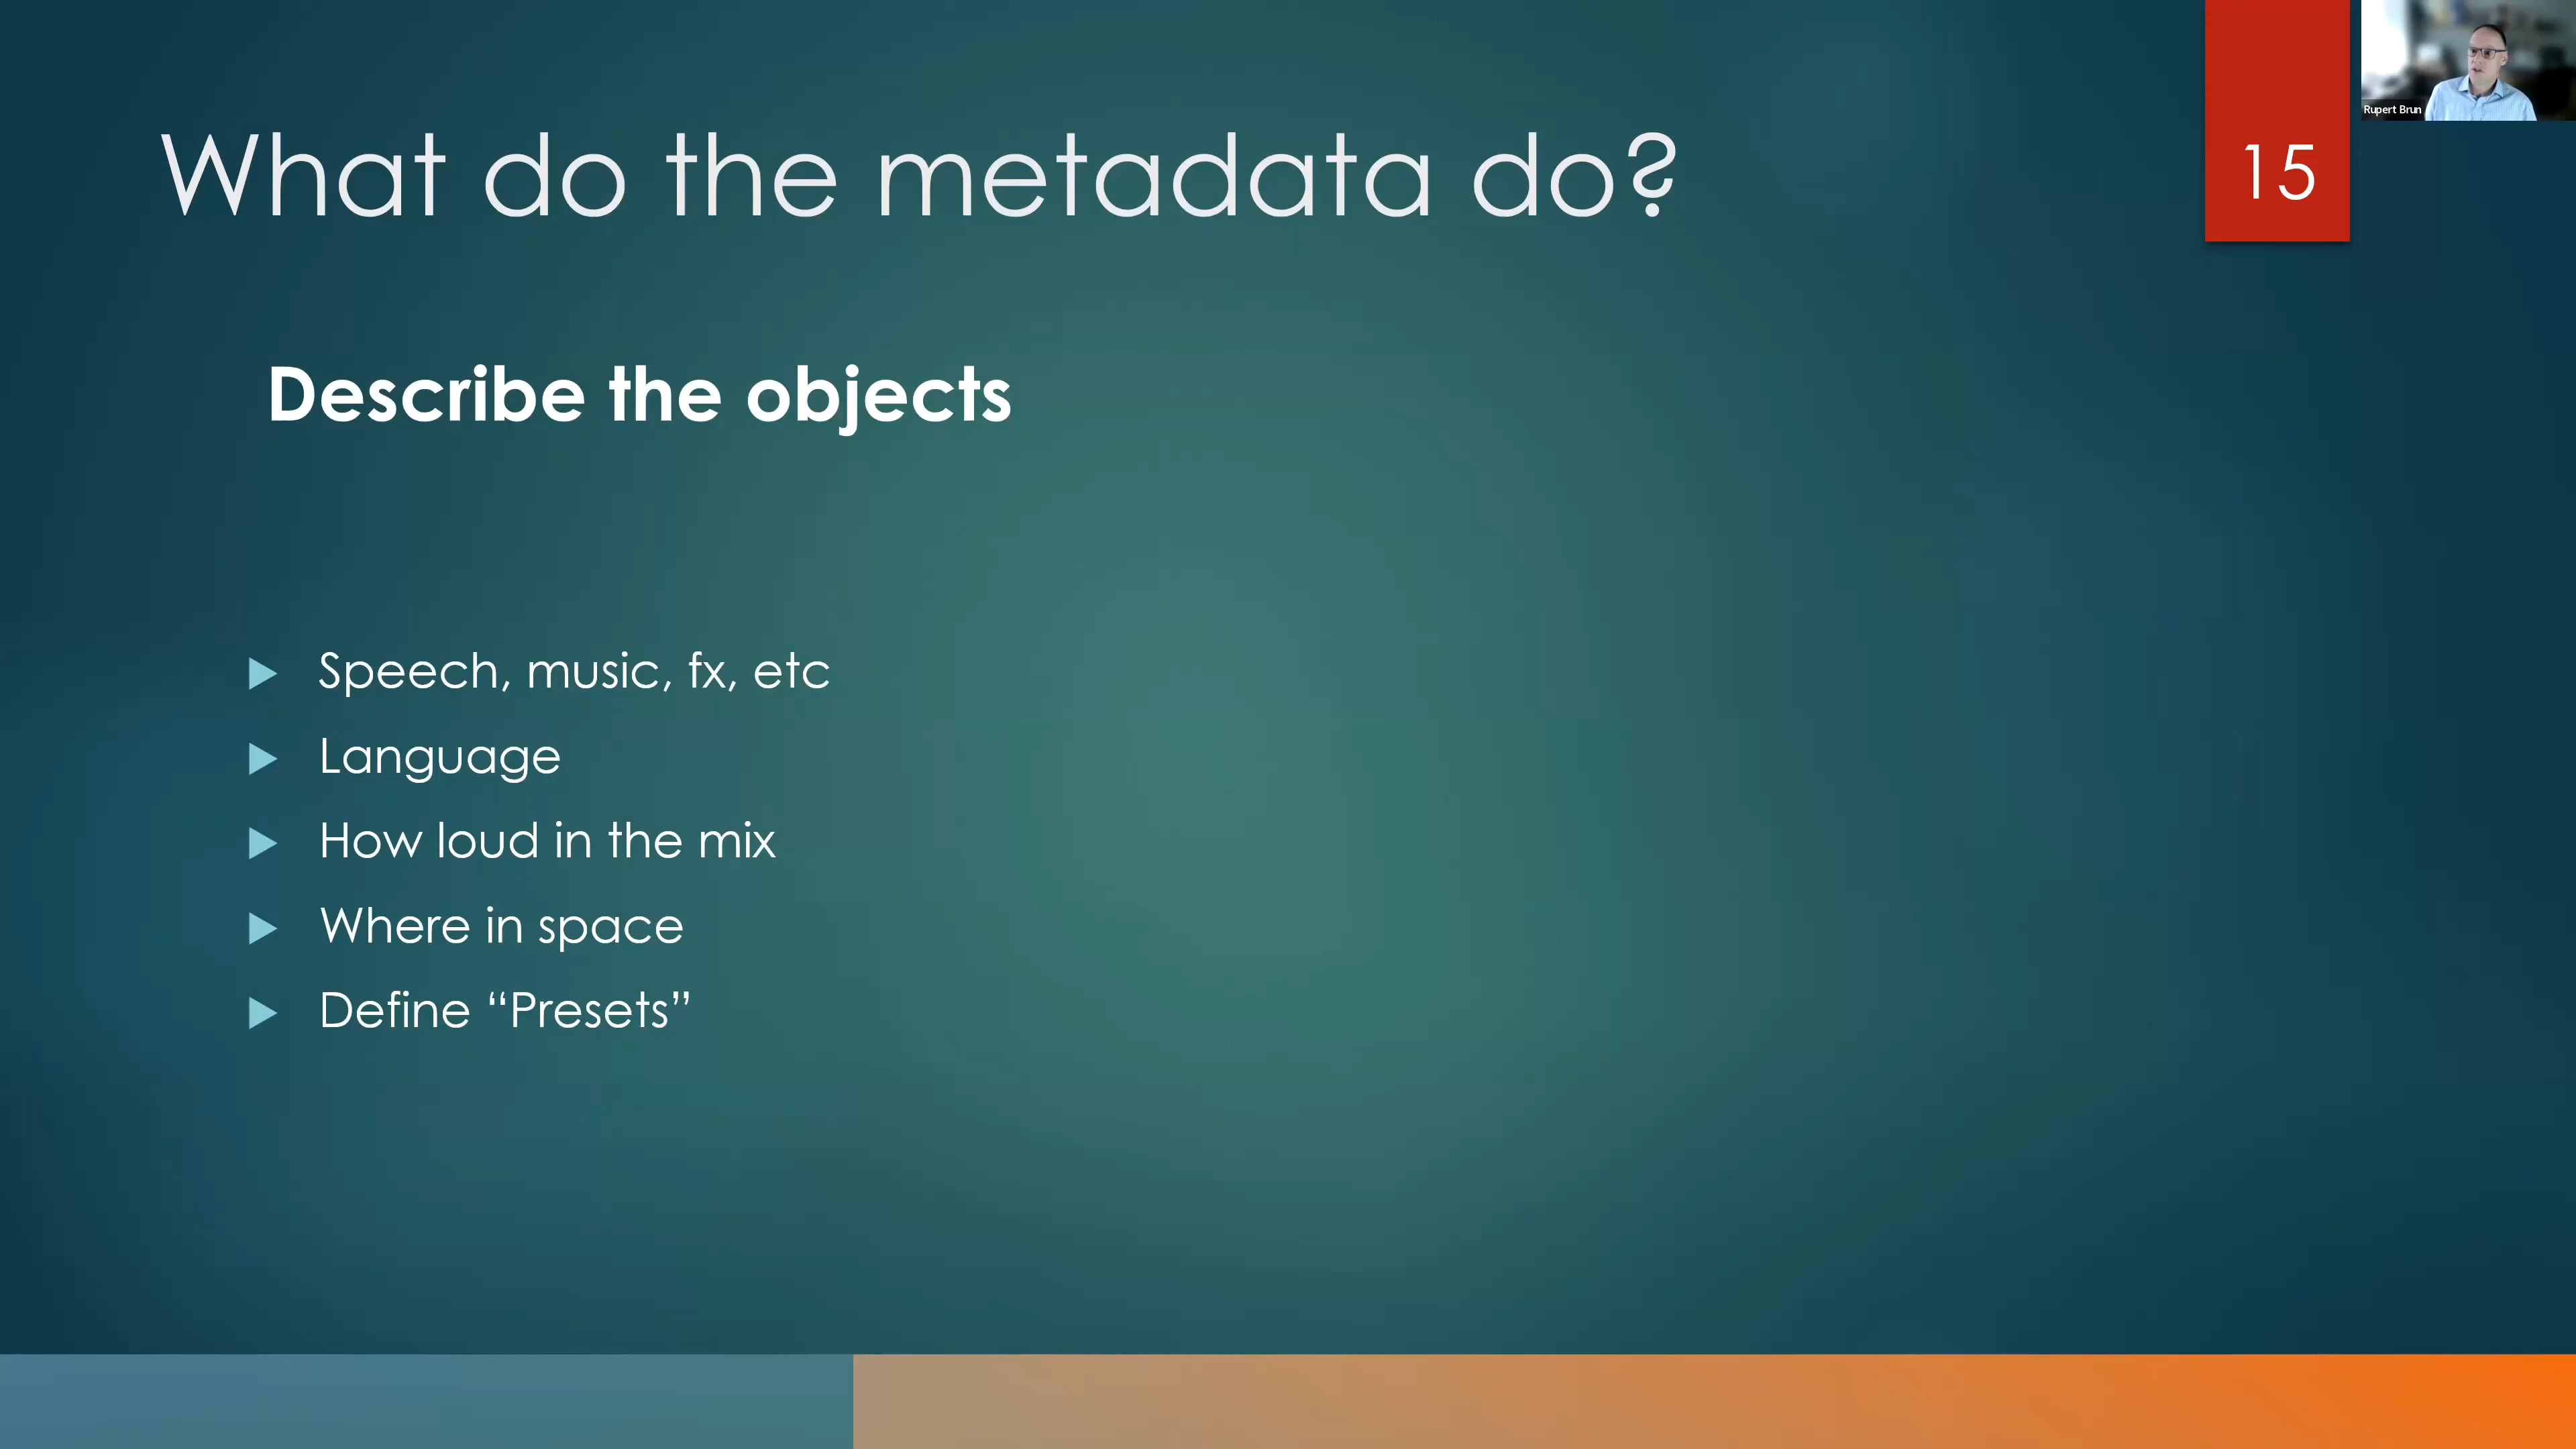 What do the metadata do?
15
Rupert Brun
Describe the objects
Speech, music, fx, etc
Language
How loud in the mix
Where in space
Define “Presets”